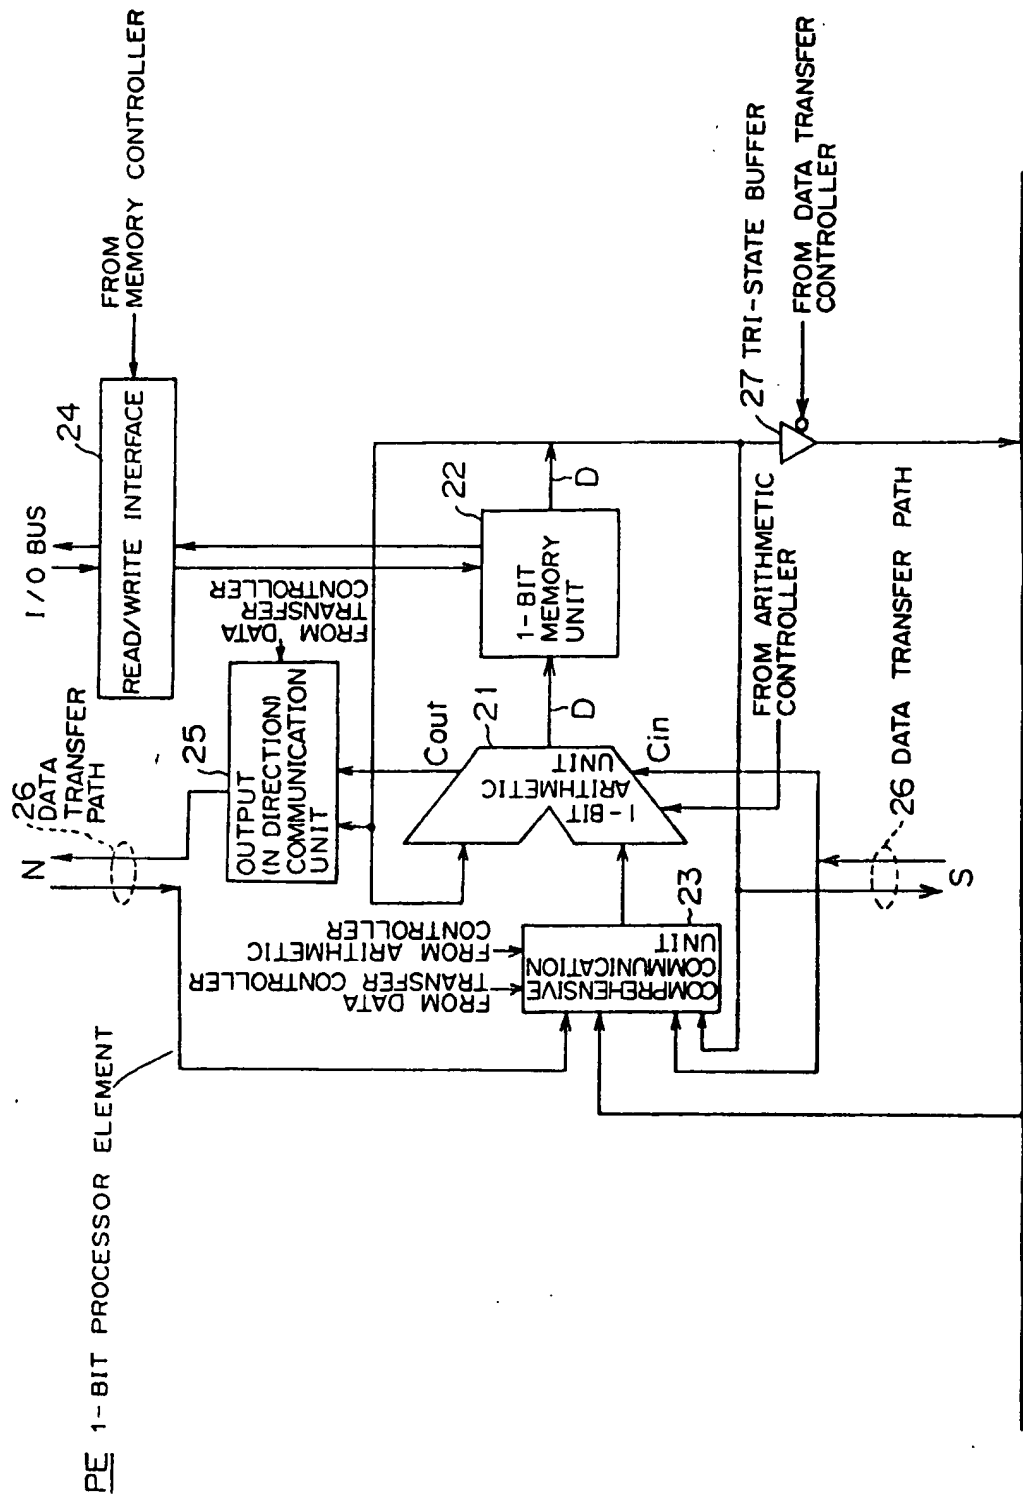 PE 1-BIT PROCESSOR ELEMENT
N
26
DATA
TRANSFER
PATH
I/O BUS
24
READ/WRITE INTERFACE
FROM
MEMORY CONTROLLER
25
OUTPUT
(N DIRECTION)
COMMUNICATION
UNIT
FROM DATA
TRANSFER
CONTROLLER
FROM DATA
TRANSFER CONTROLLER
FROM ARITHMETIC
CONTROLLER
COMPREHENSIVE
COMMUNICATION
UNIT
23
Cout
21
1-BIT
ARITHMETIC
UNIT
Cin
D
22
1-BIT
MEMORY
UNIT
D
FROM ARITHMETIC
CONTROLLER
27 TRI-STATE BUFFER
FROM DATA TRANSFER
CONTROLLER
S
26 DATA TRANSFER PATH